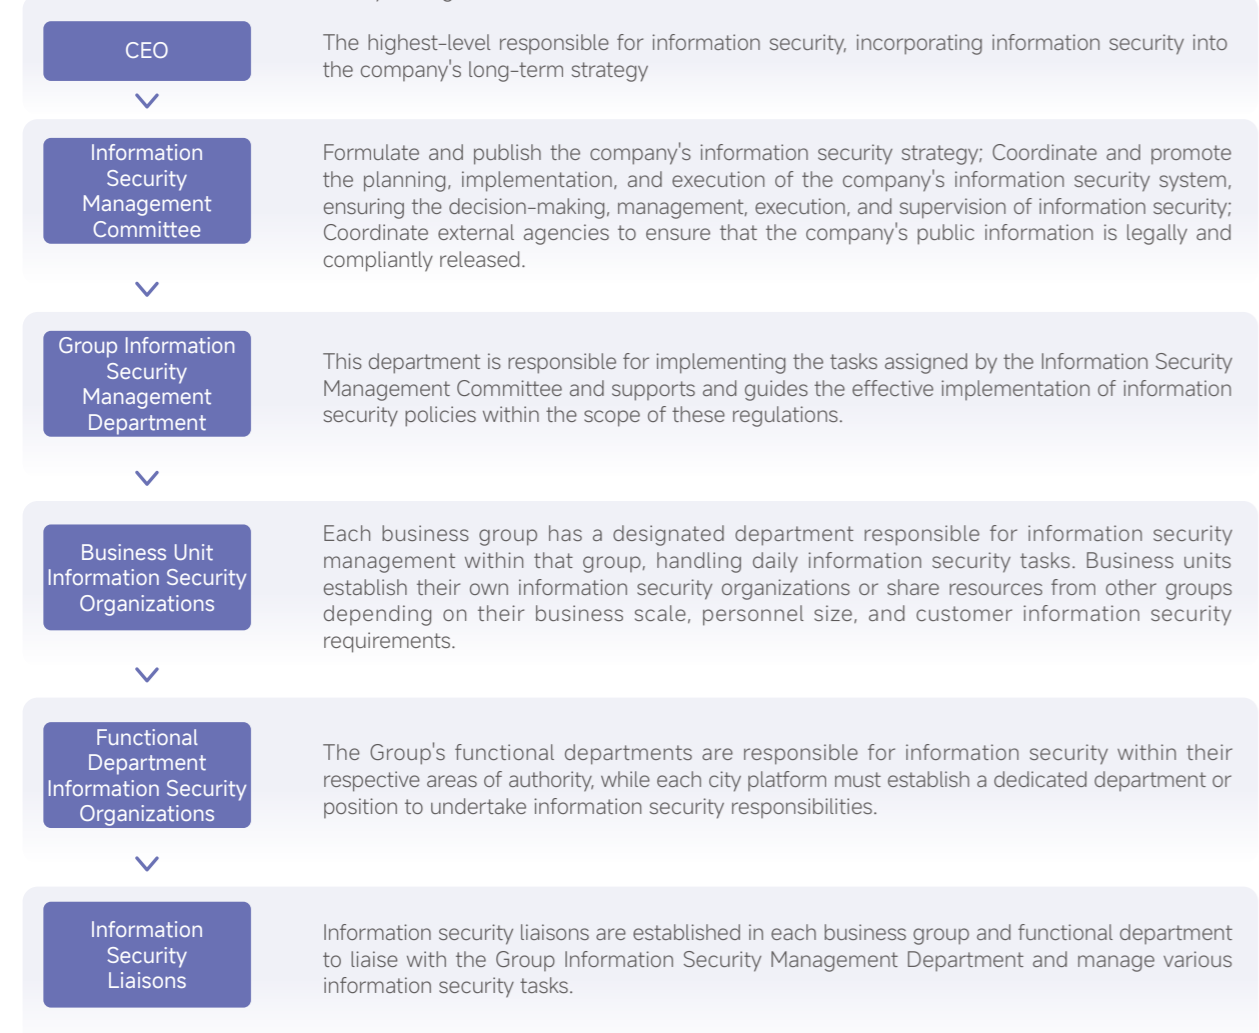 CEO
The highest-level responsible for information security, incorporating information security into
the company's long-term strategy
Information
Security
Management
Committee
Formulate and publish the company's information security strategy; Coordinate and promote
the planning, implementation, and execution of the company's information security system,
ensuring the decision-making, management, execution, and supervision of information security;
Coordinate external agencies to ensure that the company's public information is legally and
compliantly released.
Group Information
Security
Management
Department
This department is responsible for implementing the tasks assigned by the Information Security
Management Committee and supports and guides the effective implementation of information
security policies within the scope of these regulations.
Business Unit
Information Security
Organizations
Each business group has a designated department responsible for information security
management within that group, handling daily information security tasks. Business units
establish their own information security organizations or share resources from other groups
depending on their business scale, personnel size, and customer information security
requirements.
Functional
Department
Information Security
Organizations
The Group's functional departments are responsible for information security within their
respective areas of authority, while each city platform must establish a dedicated department or
position to undertake information security responsibilities.
Information
Security
Liaisons
Information security liaisons are established in each business group and functional department
to liaise with the Group Information Security Management Department and manage various
information security tasks.